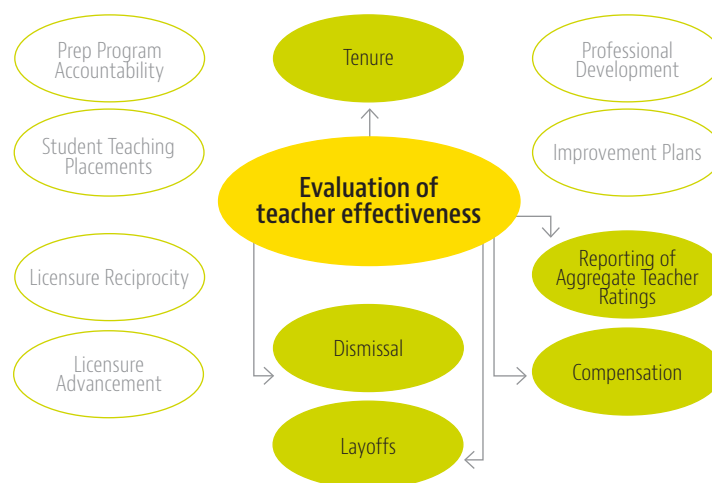 Prep Program
Accountability
Tenure
Professional
Development
Student Teaching
Placements
Improvement Plans
Evaluation of
teacher effectiveness
Licensure Reciprocity
Reporting of
Aggregate Teacher
Ratings
Dismissal
Licensure
Advancement
Compensation
Layoffs